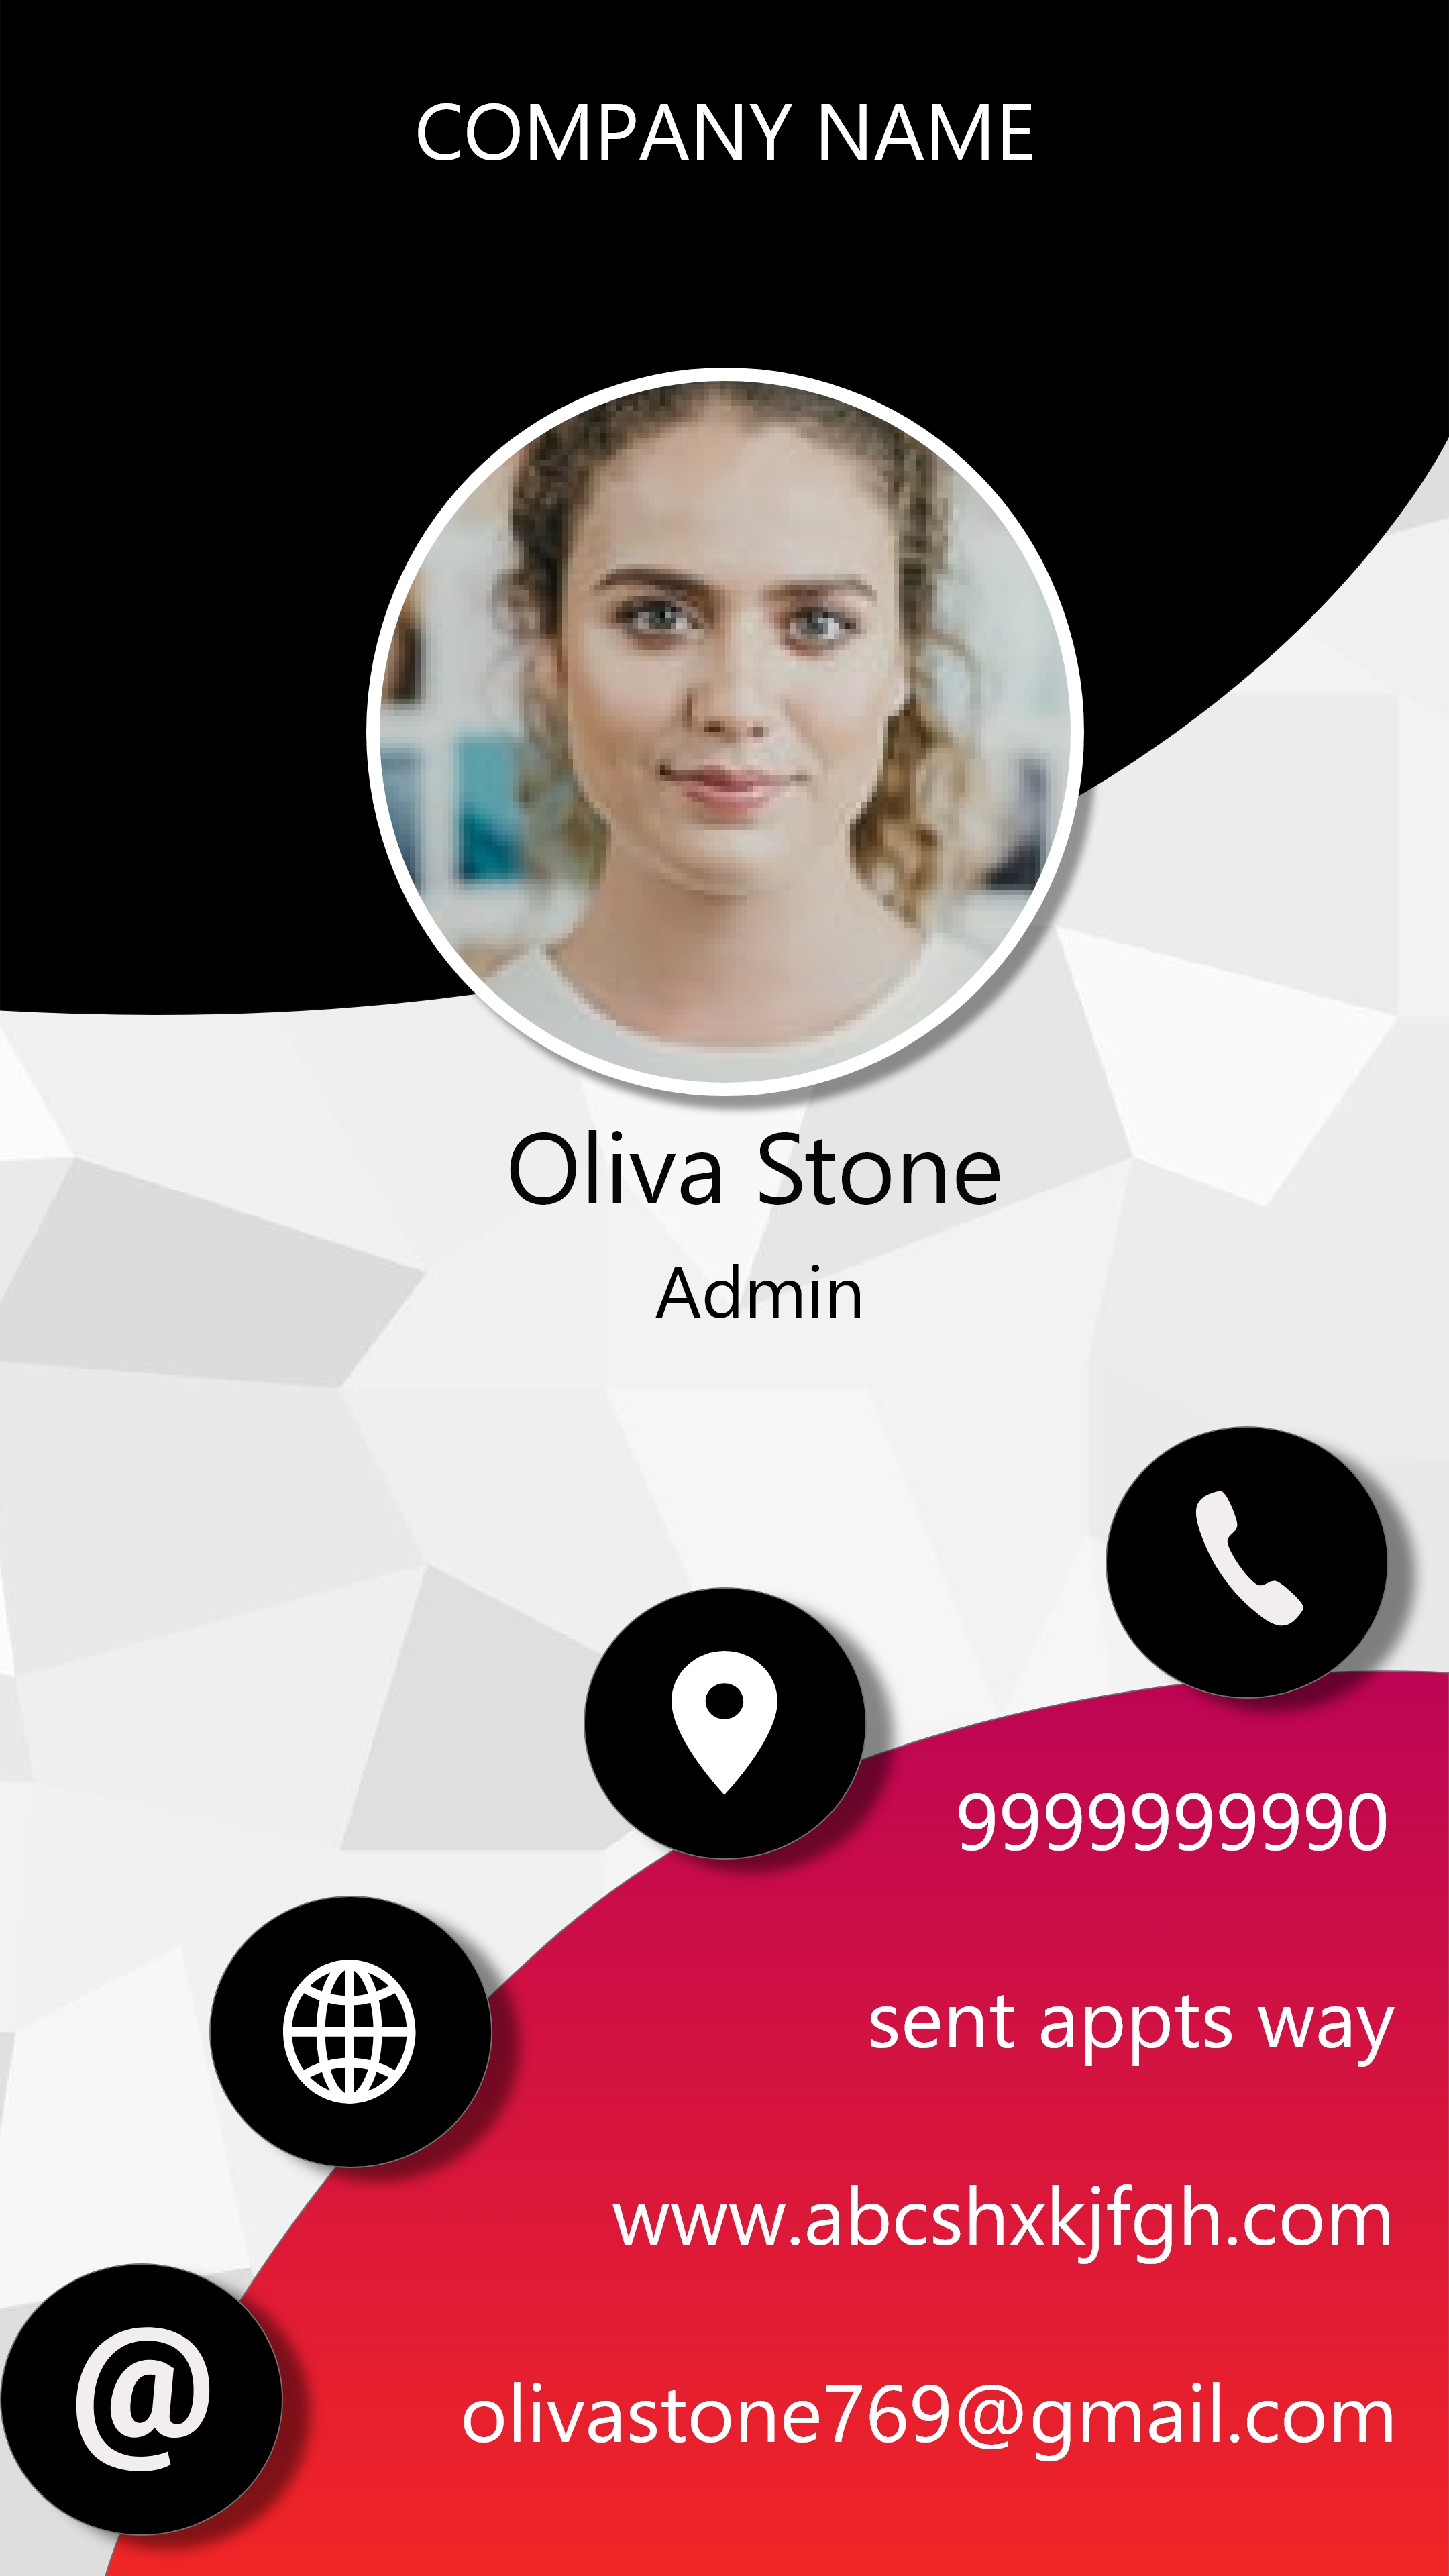 COMPANY NAME
Oliva Stone
Admin
9999999990
sent appts way
www.abcshxkjfgh.com
olivastone769@gmail.com